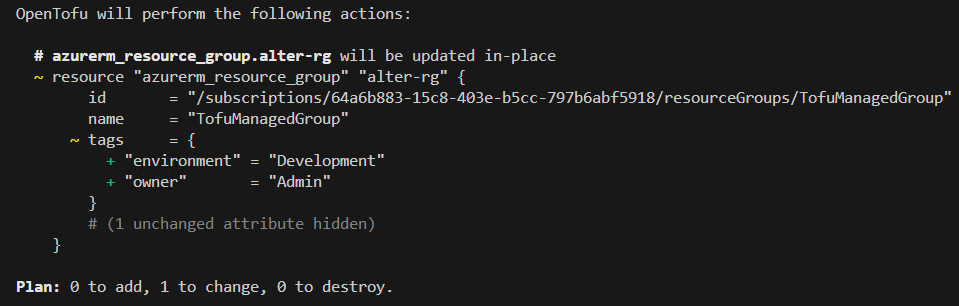 OpenTofu will perform the following actions:
# azurerm_resource_group.alter-rg will be updated in-place
~ resource "azurerm_resource_group" "alter-rg" {
id = "/subscriptions/64a6b883-15c8-403e-b5cc-797b6abf5918/resourceGroups/TofuManagedGroup"
name = "TofuManagedGroup"
~ tags = {
+ "environment" = "Development"
+ "owner" = "Admin"
}
# (1 unchanged attribute hidden)
}
Plan: 0 to add, 1 to change, 0 to destroy.